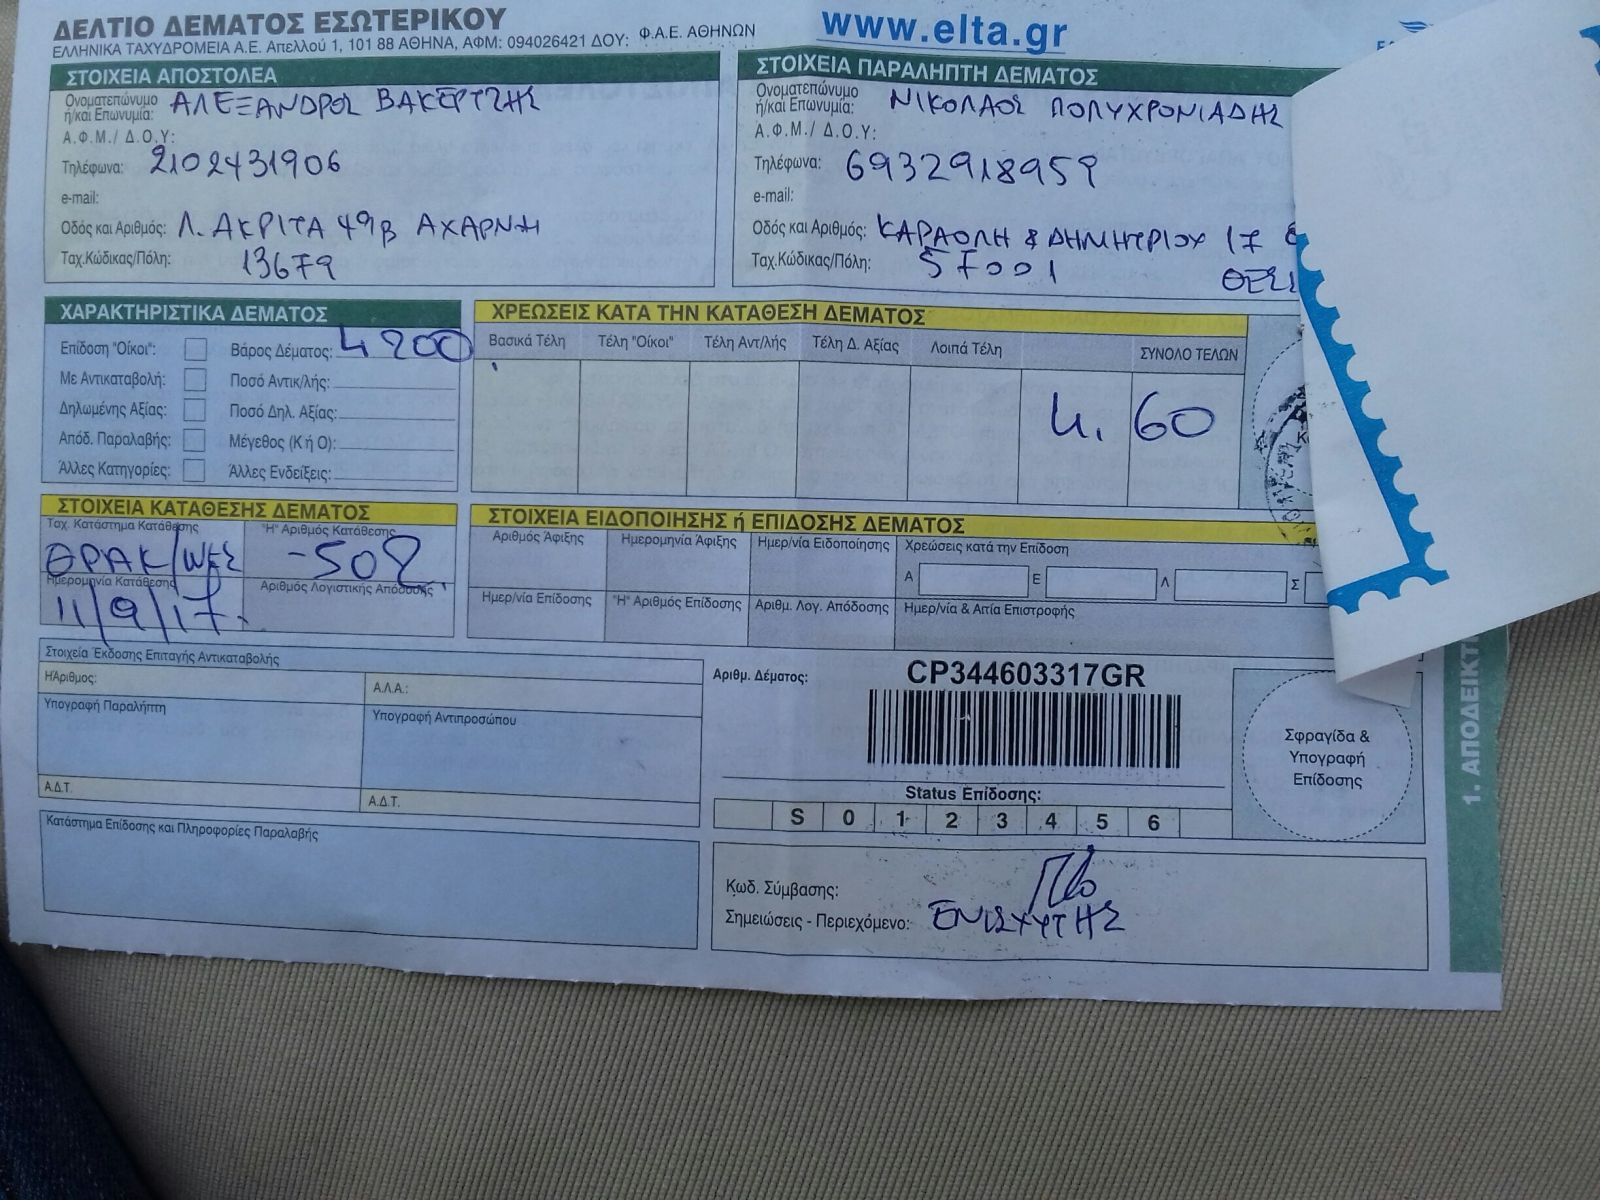 ΔΕΛΤΙΟ ΔΕΜΑΤΟΣ ΕΣΩΤΕΡΙΚΟΥ
www.elta.gr
ΕΛΛΗΝΙΚΑ ΤΑΧΥΔΡΟΜΕΙΑ Α.Ε. Απελλού 1, 101 88 ΑΘΗΝΑ, ΑΦΜ: 094026421 ΔΟΥ: Φ.Α.Ε. ΑΘΗΝΩΝ
ΣΤΟΙΧΕΙΑ ΑΠΟΣΤΟΛΕΑ
Ονοματεπώνυμο ΑΛΕΞΑΝΔΡΟΣ ΒΑΚΕΡΤΖΗΣ
ή/και Επωνυμία:
Α.Φ.Μ./ Δ.Ο.Υ:
Τηλέφωνα: 2102431906
e-mail:
Οδός και Αριθμός: Λ. ΑΚΡΙΤΑ 49Β ΑΧΑΡΝΗ
Ταχ.Κώδικας/Πόλη: 13679
ΣΤΟΙΧΕΙΑ ΠΑΡΑΛΗΠΤΗ ΔΕΜΑΤΟΣ
Ονοματεπώνυμο ΝΙΚΟΛΑΟΣ ΠΟΛΥΧΡΟΝΙΑΔΗΣ
ή/και Επωνυμία:
Α.Φ.Μ./ Δ.Ο.Υ:
Τηλέφωνα: 6932918959
e-mail:
Οδός και Αριθμός: ΚΑΡΑΟΛΗ & ΔΗΜΗΤΡΙΟΥ 17
Ταχ.Κώδικας/Πόλη: 57001
ΘΕΣ
ΧΑΡΑΚΤΗΡΙΣΤΙΚΑ ΔΕΜΑΤΟΣ
Επίδοση "Οίκοι": Βάρος Δέματος: 4200
Με Αντικαταβολή: Ποσό Αντικ/λής:
Δηλωμένης Αξίας: Ποσό Δηλ. Αξίας:
Απόδ. Παραλαβής: Μέγεθος (Κ ή Ο):
Άλλες Κατηγορίες: Άλλες Ενδείξεις:
ΧΡΕΩΣΕΙΣ ΚΑΤΑ ΤΗΝ ΚΑΤΑΘΕΣΗ ΔΕΜΑΤΟΣ
Βασικά Τέλη Τέλη "Οίκοι" Τέλη Αντ/λής Τέλη Δ. Αξίας Λοιπά Τέλη ΣΥΝΟΛΟ ΤΕΛΩΝ
4,60
ΣΤΟΙΧΕΙΑ ΚΑΤΑΘΕΣΗΣ ΔΕΜΑΤΟΣ
Ταχ. Κατάστημα Κατάθεσης "Η" Αριθμός Κατάθεσης
ΘΡΑΚ/ΝΕΣ -502
Ημερομηνία Κατάθεσης Αριθμός Λογιστικής Απόδοσης
11/9/17.
ΣΤΟΙΧΕΙΑ ΕΙΔΟΠΟΙΗΣΗΣ ή ΕΠΙΔΟΣΗΣ ΔΕΜΑΤΟΣ
Αριθμός Άφιξης Ημερομηνία Άφιξης Ημερ/νία Ειδοποίησης Χρεώσεις κατά την Επίδοση
Α Ε Λ Σ
Ημερ/νία Επίδοσης "Η" Αριθμός Επίδοσης Αριθμ. Λογ. Απόδοσης Ημερ/νία & Αιτία Επιστροφής
Στοιχεία Έκδοσης Επιταγής Αντικαταβολής
Η'Αριθμος: Α.Λ.Α.:
Υπογραφή Παραλήπτη Υπογραφή Αντιπροσώπου
Α.Δ.Τ. Α.Δ.Τ.
Κατάστημα Επίδοσης και Πληροφορίες Παραλαβής
Αριθμ. Δέματος: CP344603317GR
Status Επίδοσης:
S 0 1 2 3 4 5 6
Σφραγίδα &
Υπογραφή
Επίδοσης
Κωδ. Σύμβασης:
Σημειώσεις - Περιεχόμενο: ΕΝΙΣΧΥΤΗΣ
1. ΑΠΟΔΕΙΚΤ